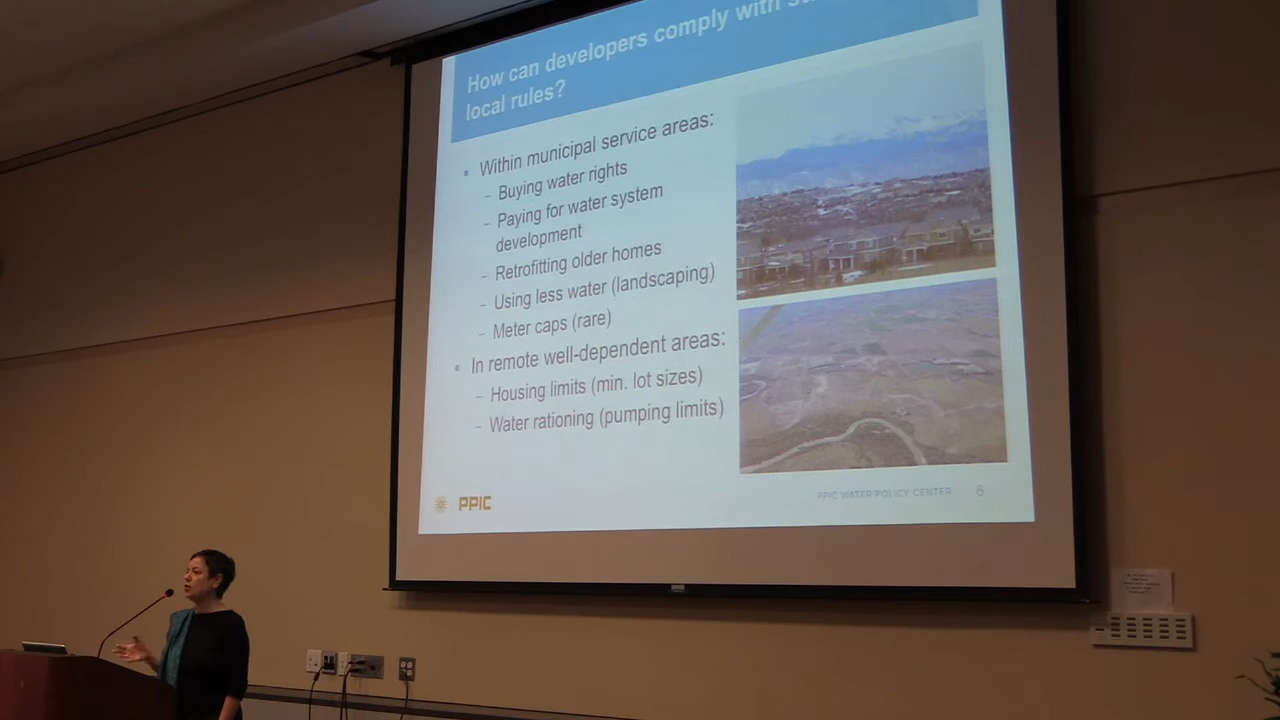 How can developers comply with
local rules?
Within municipal service areas:
- Buying water rights
- Paying for water system
development
- Retrofitting older homes
- Using less water (landscaping)
- Meter caps (rare)
In remote well-dependent areas:
- Housing limits (min. lot sizes)
- Water rationing (pumping limits)
PPIC
PPIC WATER POLICY CENTER 6